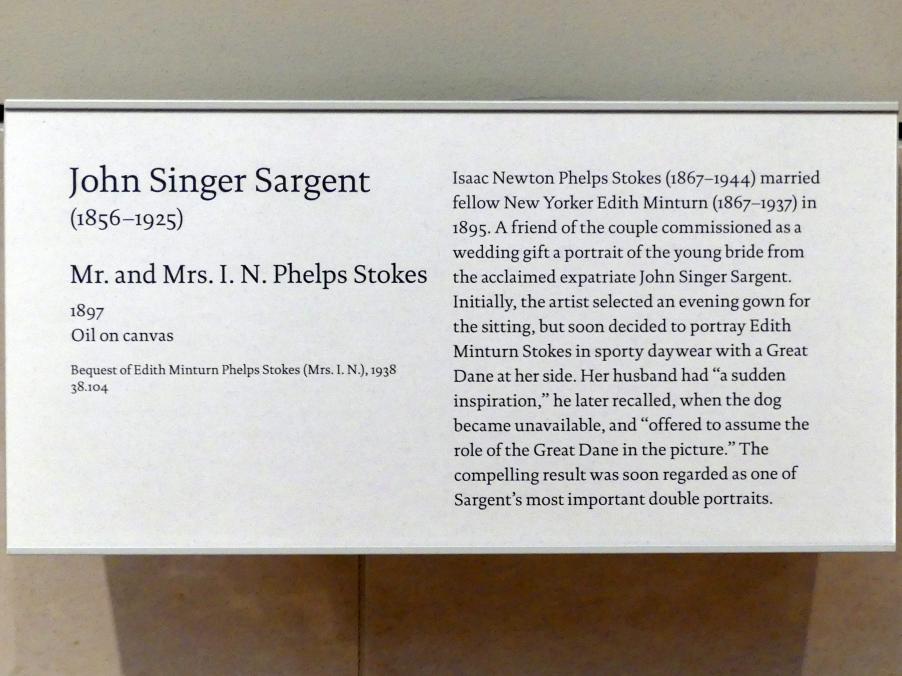 John Singer Sargent
(1856–1925)
Mr. and Mrs. I. N. Phelps Stokes
1897
Oil on canvas
Bequest of Edith Minturn Phelps Stokes (Mrs. I. N.), 1938
38.104
Isaac Newton Phelps Stokes (1867–1944) married
fellow New Yorker Edith Minturn (1867–1937) in
1895. A friend of the couple commissioned as a
wedding gift a portrait of the young bride from
the acclaimed expatriate John Singer Sargent.
Initially, the artist selected an evening gown for
the sitting, but soon decided to portray Edith
Minturn Stokes in sporty daywear with a Great
Dane at her side. Her husband had “a sudden
inspiration,” he later recalled, when the dog
became unavailable, and “offered to assume the
role of the Great Dane in the picture.” The
compelling result was soon regarded as one of
Sargent’s most important double portraits.